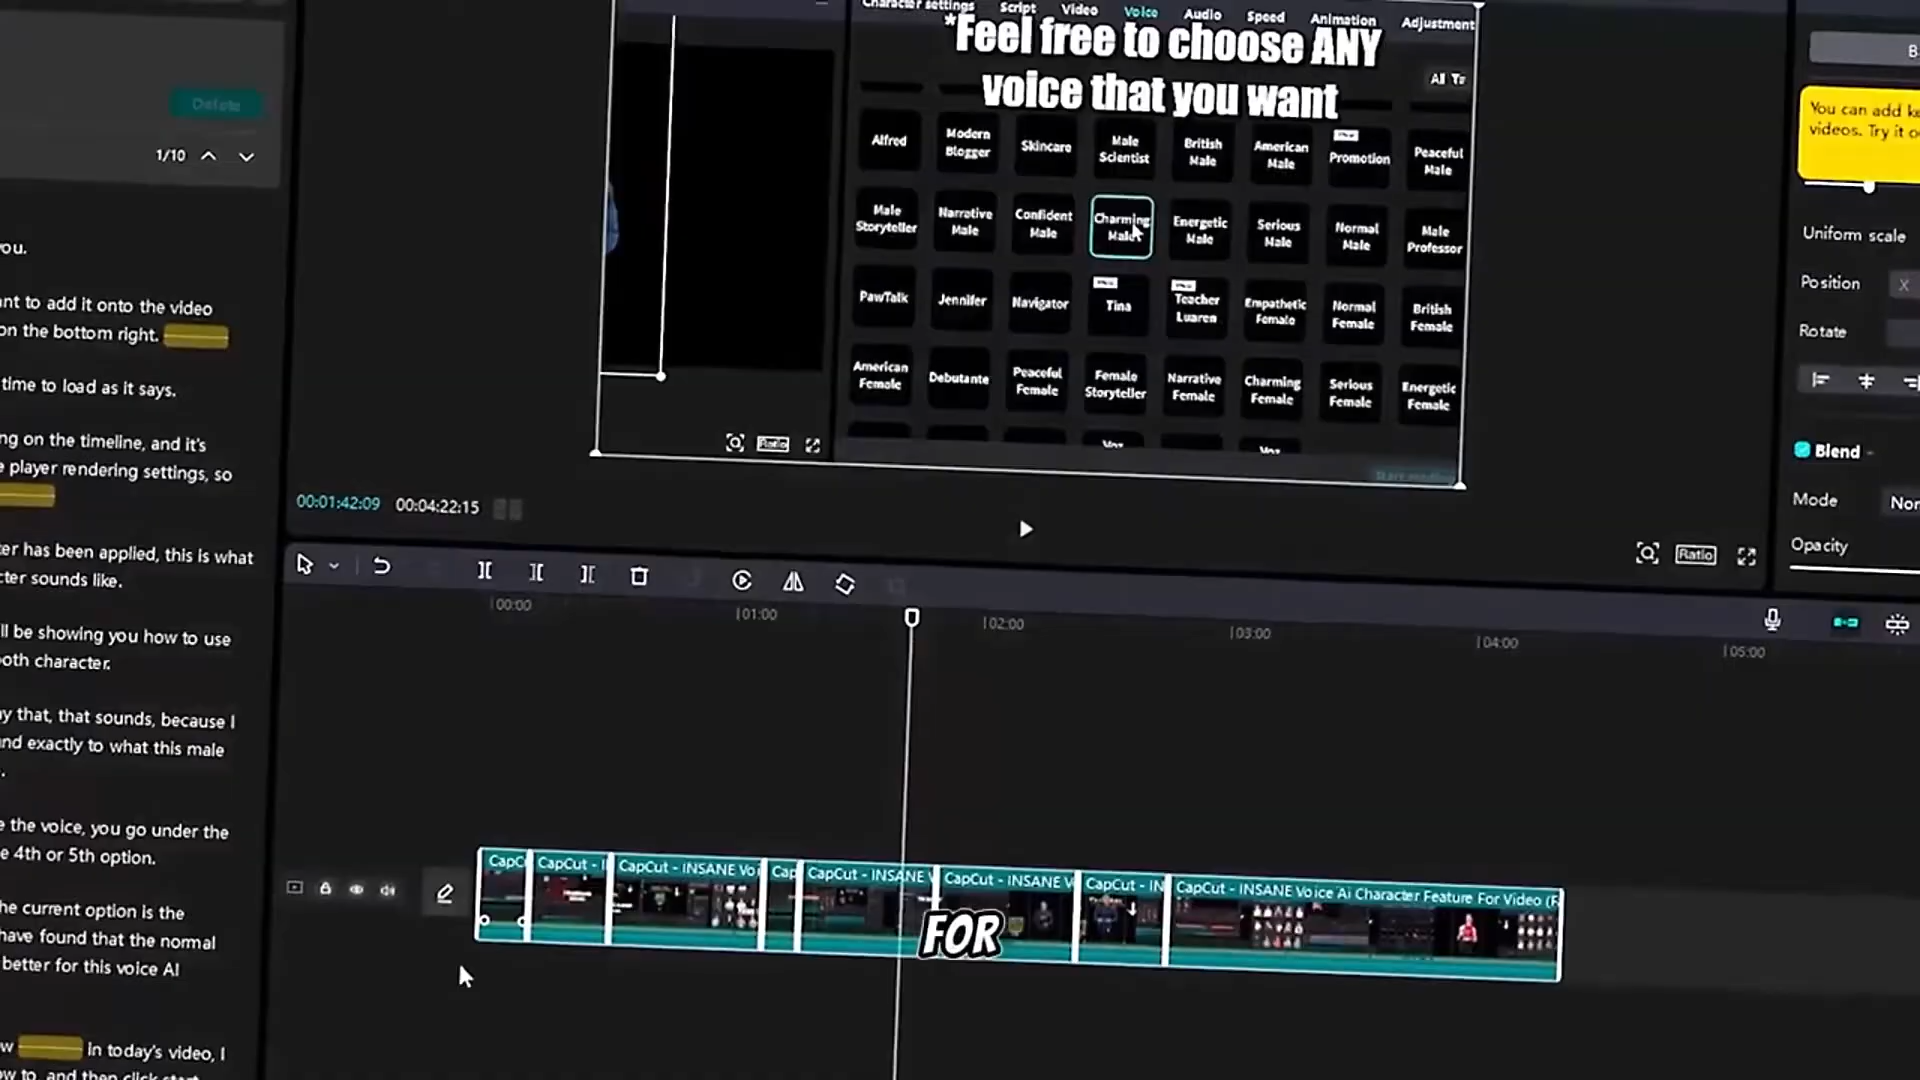 Delete
1/10
you.
to add it onto the video
on the bottom right.
time to load as it says.
on the timeline, and it's
player rendering settings, so
has been applied, this is what
sounds like.
be showing you how to use
character.
that, that sounds, because I
exactly to what this male
the voice, you go under the
4th or 5th option.
current option is the
have found that the normal
better for this voice AI
In today's video, I
to, and then click start
Character settings Script Video Voice Audio Speed Animation Adjustment
*Feel free to choose ANY
voice that you want
All
Alfred
Modern
Blogger
Skincare
Male
Scientist
British
Male
American
Male
Promotion
Peaceful
Male
Male
Storyteller
Narrative
Male
Confident
Male
Charming
Male
Energetic
Male
Serious
Male
Normal
Male
Male
Professor
PawTalk
Jennifer
Navigator
Tina
Teacher
Luaren
Empathetic
Female
Normal
Female
British
Female
American
Female
Debutante
Peaceful
Female
Female
Storyteller
Narrative
Female
Charming
Female
Serious
Female
Energetic
Female
Voz
Voz
Ratio
00:01:42:09 00:04:22:15
Ratio
You can add
videos. Try it
Uniform scale
Position X
Rotate
Blend
Mode
Opacity
00:00 01:00 02:00 03:00 04:00 05:00
CapCut - INSANE Voice Ai Character Feature For Video
FOR